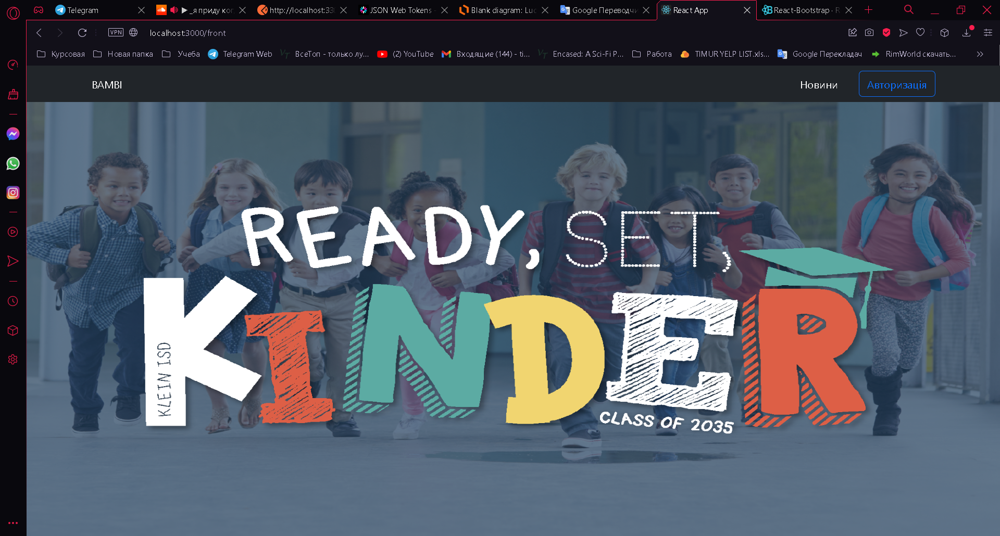 Telegram
_я приду ког
http://localhost:33
JSON Web Tokens -
Blank diagram: Luc
Google Переводчи
React App
React-Bootstrap · R
VPN
localhost:3000/front
Курсовая
Новая папка
Учеба
Telegram Web
ВсеТоп - только лу...
(2) YouTube
Входящие (144) - ti...
Encased: A Sci-Fi P...
Работа
TIMUR YELP LIST.xls...
Google Перекладач
RimWorld скачать...
BAMBI
Новини
Авторизація
READY, SET,
KINDER
KLEIN ISD
CLASS OF 2035